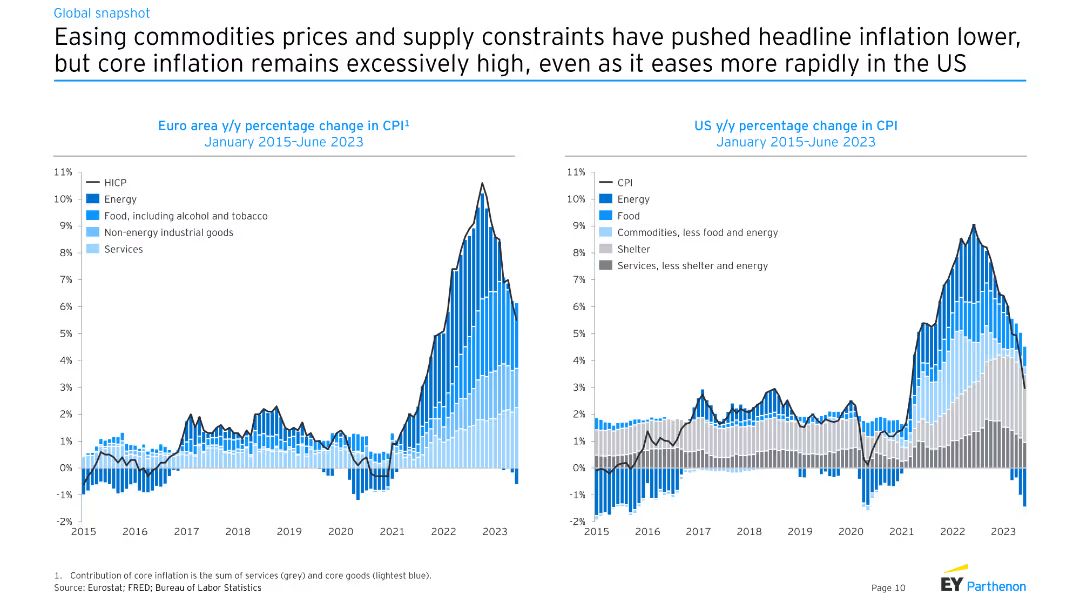 Global snapshot
Easing commodities prices and supply constraints have pushed headline inflation lower,
but core inflation remains excessively high, even as it eases more rapidly in the US
Euro area y/y percentage change in CPI¹
January 2015–June 2023
11%
10%
9%
8%
7%
6%
5%
4%
3%
2%
1%
0%
-1%
-2%
HICP
Energy
Food, including alcohol and tobacco
Non-energy industrial goods
Services
2015 2016 2017 2018 2019 2020 2021 2022 2023
US y/y percentage change in CPI
January 2015–June 2023
11%
10%
9%
8%
7%
6%
5%
4%
3%
2%
1%
0%
-1%
-2%
CPI
Energy
Food
Commodities, less food and energy
Shelter
Services, less shelter and energy
2015 2016 2017 2018 2019 2020 2021 2022 2023
1. Contribution of core inflation is the sum of services (grey) and core goods (lightest blue).
Source: Eurostat; FRED; Bureau of Labor Statistics
Page 10
EY Parthenon